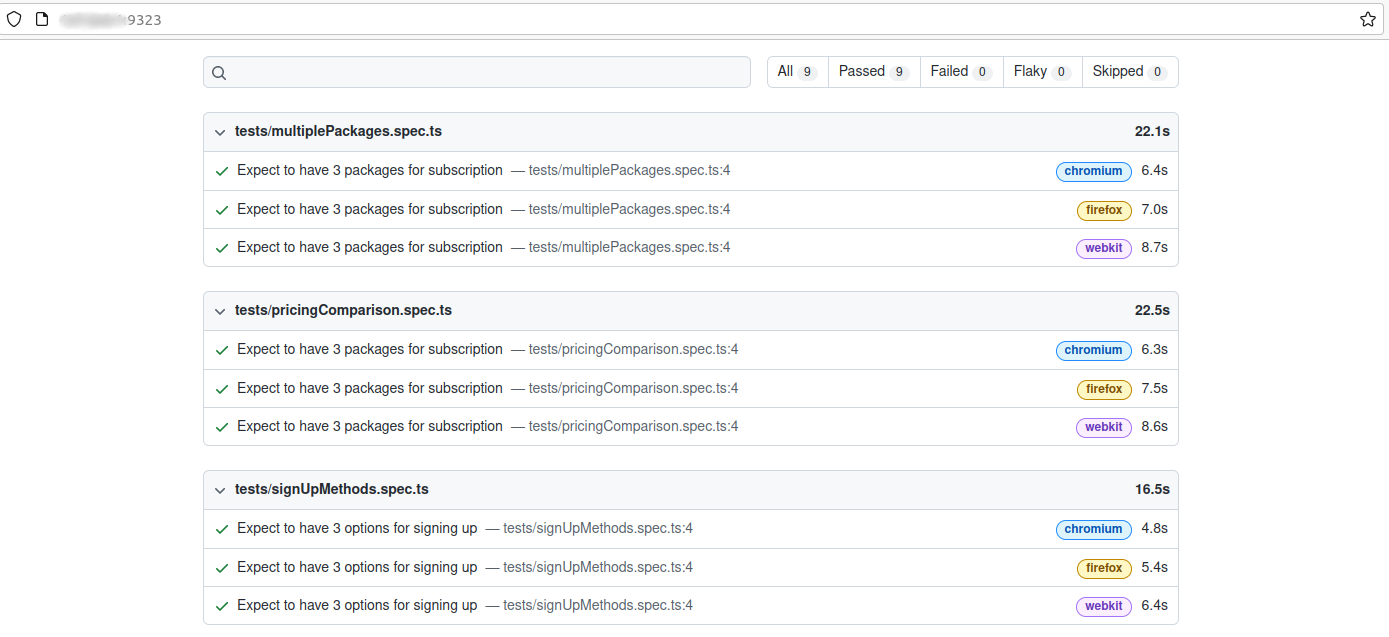 9323
All 9 Passed 9 Failed 0 Flaky 0 Skipped 0
tests/multiplePackages.spec.ts 22.1s
Expect to have 3 packages for subscription — tests/multiplePackages.spec.ts:4 chromium 6.4s
Expect to have 3 packages for subscription — tests/multiplePackages.spec.ts:4 firefox 7.0s
Expect to have 3 packages for subscription — tests/multiplePackages.spec.ts:4 webkit 8.7s
tests/pricingComparison.spec.ts 22.5s
Expect to have 3 packages for subscription — tests/pricingComparison.spec.ts:4 chromium 6.3s
Expect to have 3 packages for subscription — tests/pricingComparison.spec.ts:4 firefox 7.5s
Expect to have 3 packages for subscription — tests/pricingComparison.spec.ts:4 webkit 8.6s
tests/signUpMethods.spec.ts 16.5s
Expect to have 3 options for signing up — tests/signUpMethods.spec.ts:4 chromium 4.8s
Expect to have 3 options for signing up — tests/signUpMethods.spec.ts:4 firefox 5.4s
Expect to have 3 options for signing up — tests/signUpMethods.spec.ts:4 webkit 6.4s